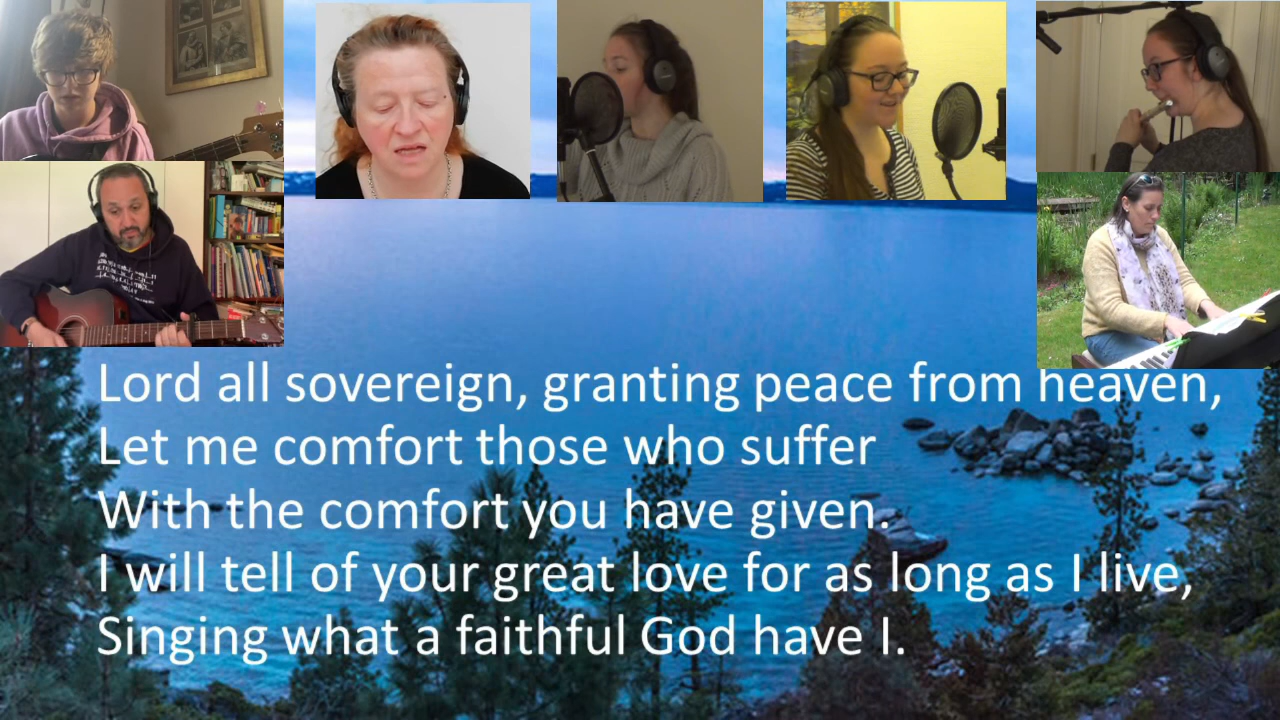 Lord all sovereign, granting peace from heaven,
Let me comfort those who suffer
With the comfort you have given.
I will tell of your great love for as long as I live,
Singing what a faithful God have I.